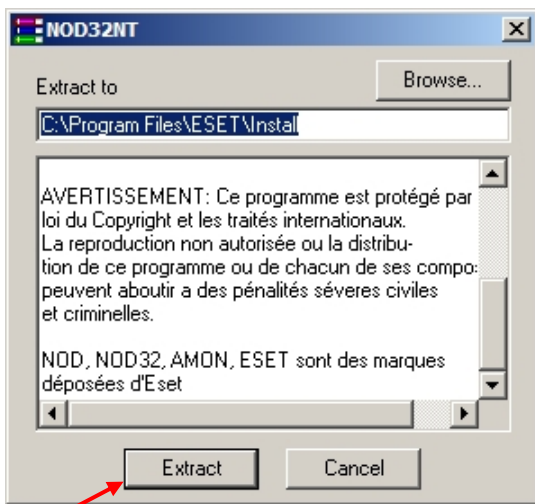 NOD32NT
Extract to
Browse...
C:\Program Files\ESET\Install
AVERTISSEMENT: Ce programme est protégé par
loi du Copyright et les traités internationaux.
La reproduction non autorisée ou la distribu-
tion de ce programme ou de chacun de ses compo
peuvent aboutir a des pénalités séveres civiles
et criminelles.
NOD, NOD32, AMON, ESET sont des marques
déposées d'Eset
Extract
Cancel